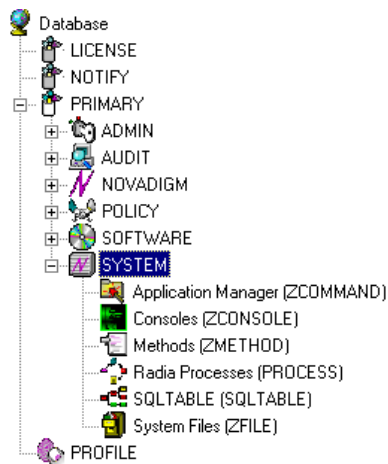 Database
LICENSE
NOTIFY
PRIMARY
ADMIN
AUDIT
NOVADIGM
POLICY
SOFTWARE
SYSTEM
Application Manager (ZCOMMAND)
Consoles (ZCONSOLE)
Methods (ZMETHOD)
Radia Processes (PROCESS)
SQLTABLE (SQLTABLE)
System Files (ZFILE)
PROFILE